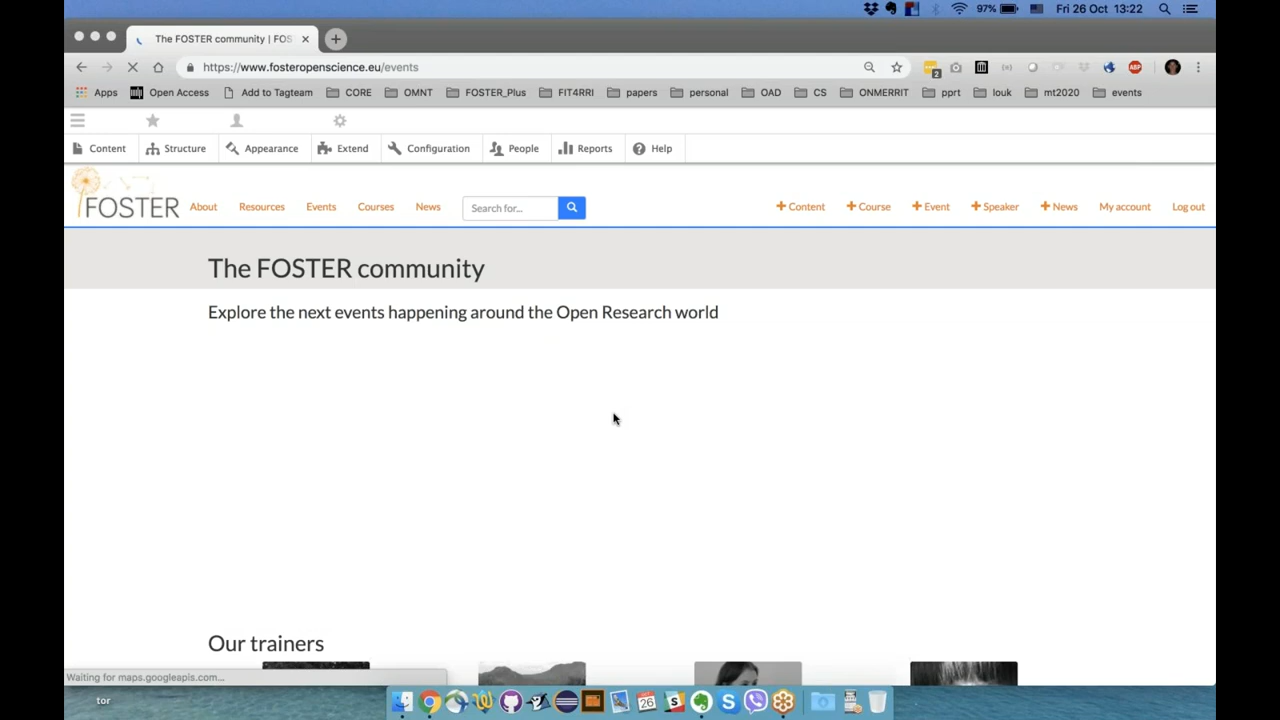 97% Fri 26 Oct 13:22
The FOSTER community | FOS
https://www.fosteropenscience.eu/events
2
ABP
Apps Open Access Add to Tagteam CORE OMNT FOSTER_Plus FIT4RRI papers personal OAD CS ONMERRIT pprt louk mt2020 events
Content Structure Appearance Extend Configuration People Reports Help
FOSTER About Resources Events Courses News Search for... Content Course Event Speaker News My account Log out
The FOSTER community
Explore the next events happening around the Open Research world
Our trainers
Waiting for maps.googleapis.com...
tor
26